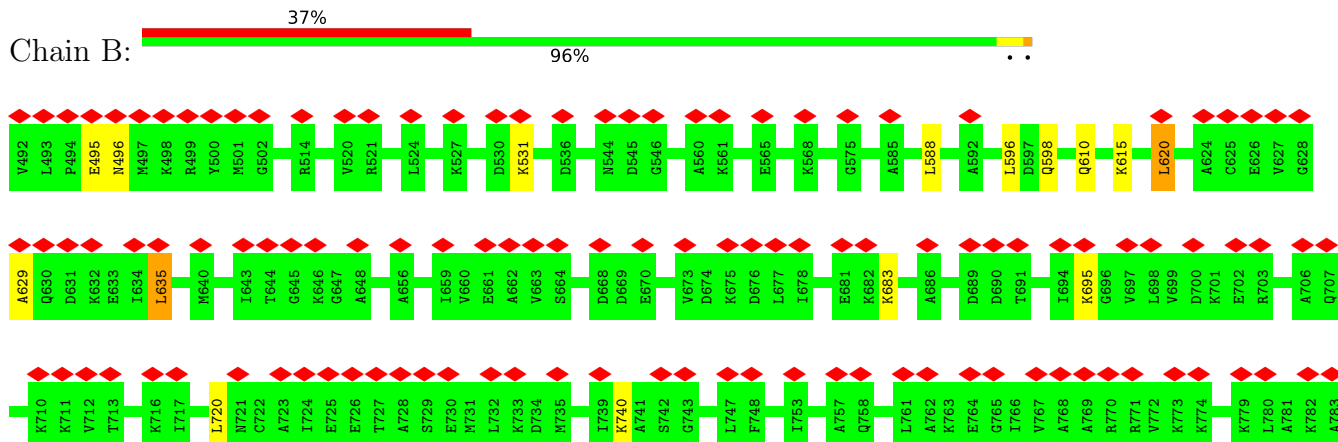 37%
Chain B:
96%
. .
V492 L493 P494 E495 N496 M497 K498 R499 Y500 M501 G502 R514 V520 R521 L524 K527 D530 K531 D536 N544 D545 G546 A560 K561 E565 K568 G575 A585 L588 A592 L596 D597 Q598 Q610 K615 L620 A624 C625 E626 V627 G628
A629 Q630 D631 K632 E633 I634 L635 M640 I643 T644 G645 K646 G647 A648 A656 I659 V660 E661 A662 V663 S664 D668 D669 E670 V673 D674 K675 D676 L677 I678 E681 K682 K683 A686 D689 D690 T691 I694 K695 G696 V697 L698 V699 D700 K701 E702 R703 A706 Q707
K710 K711 V712 T713 K716 I717 L720 N721 C722 A723 I724 E725 E726 T727 A728 S729 E730 M731 L732 K733 D734 M735 I739 K740 A741 S742 G743 L747 F748 I753 A757 Q758 L761 A762 K763 E764 G765 I766 V767 A768 A769 R770 R771 V772 K773 K774 K779 L780 A781 K782 A783